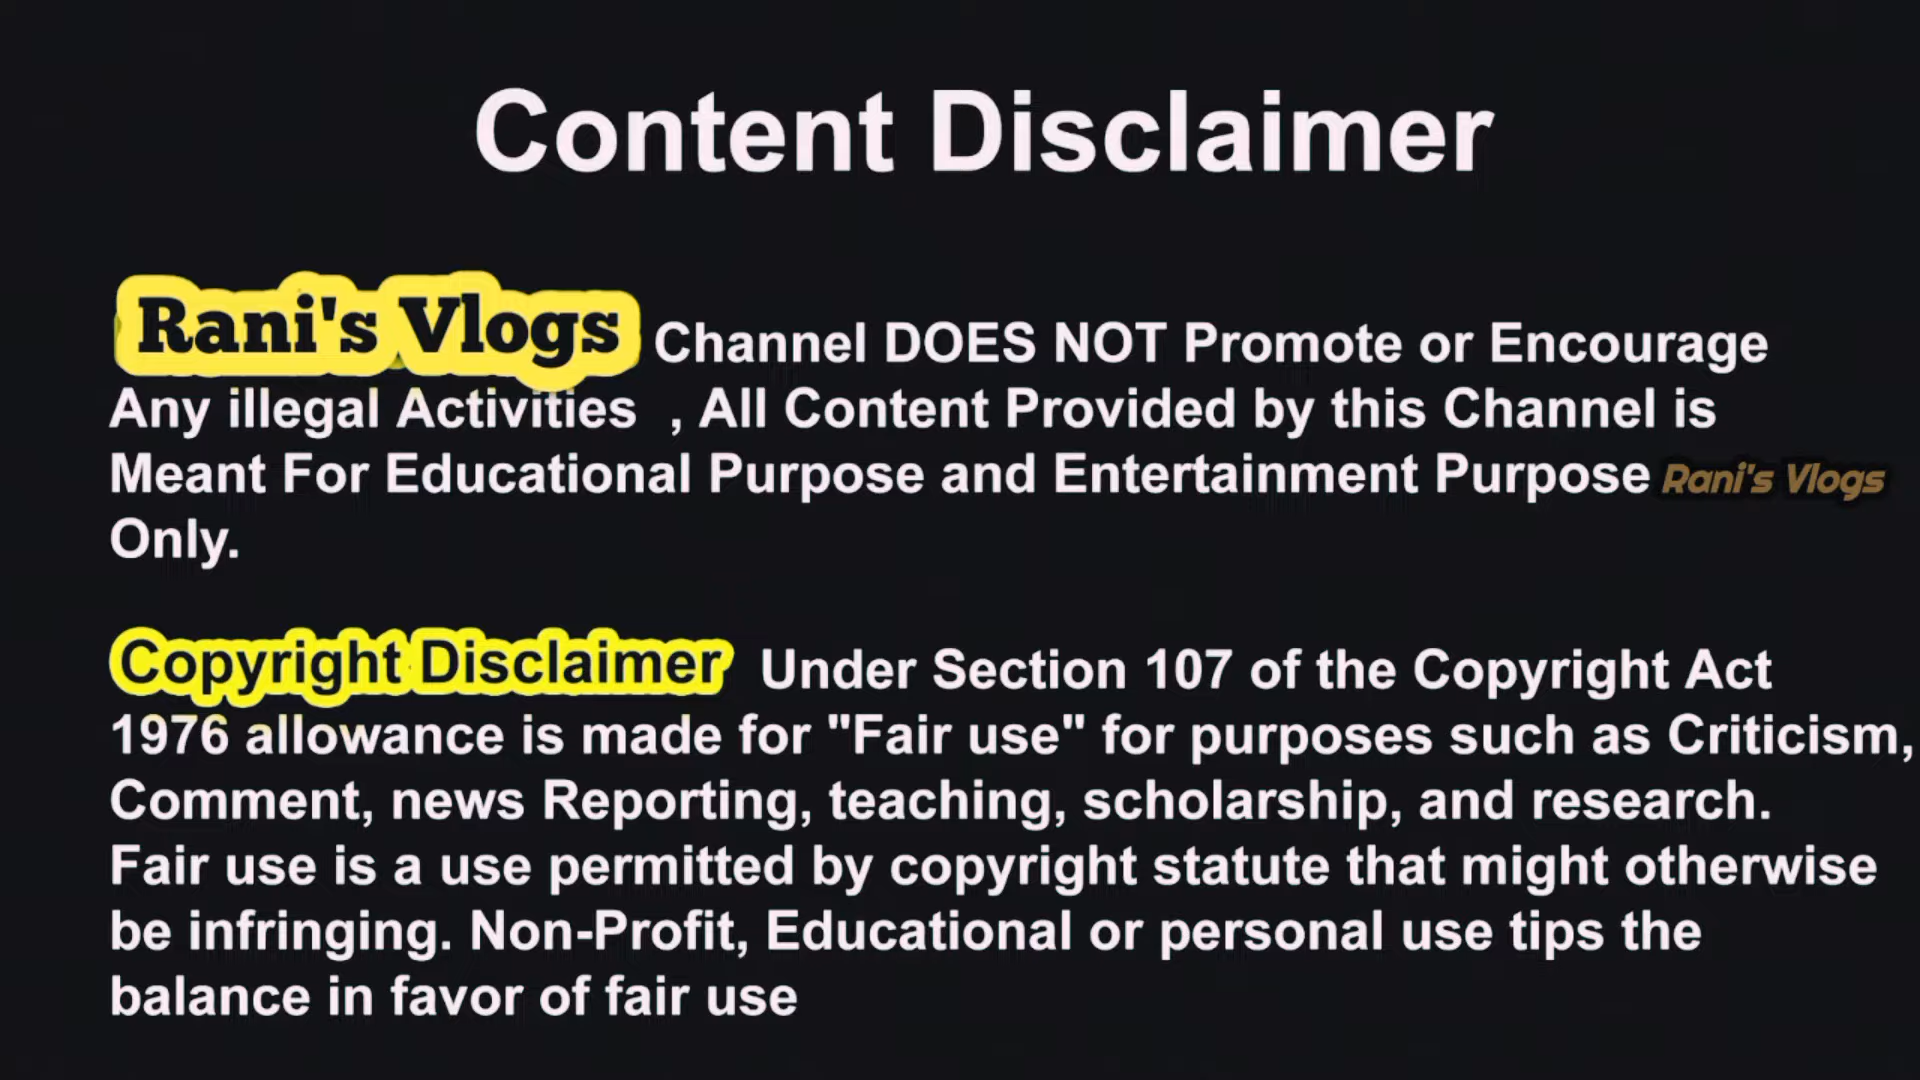 Content Disclaimer
Rani's Vlogs Channel DOES NOT Promote or Encourage
Any illegal Activities , All Content Provided by this Channel is
Meant For Educational Purpose and Entertainment Purpose Rani's Vlogs
Only.
Copyright Disclaimer Under Section 107 of the Copyright Act
1976 allowance is made for "Fair use" for purposes such as Criticism,
Comment, news Reporting, teaching, scholarship, and research.
Fair use is a use permitted by copyright statute that might otherwise
be infringing. Non-Profit, Educational or personal use tips the
balance in favor of fair use